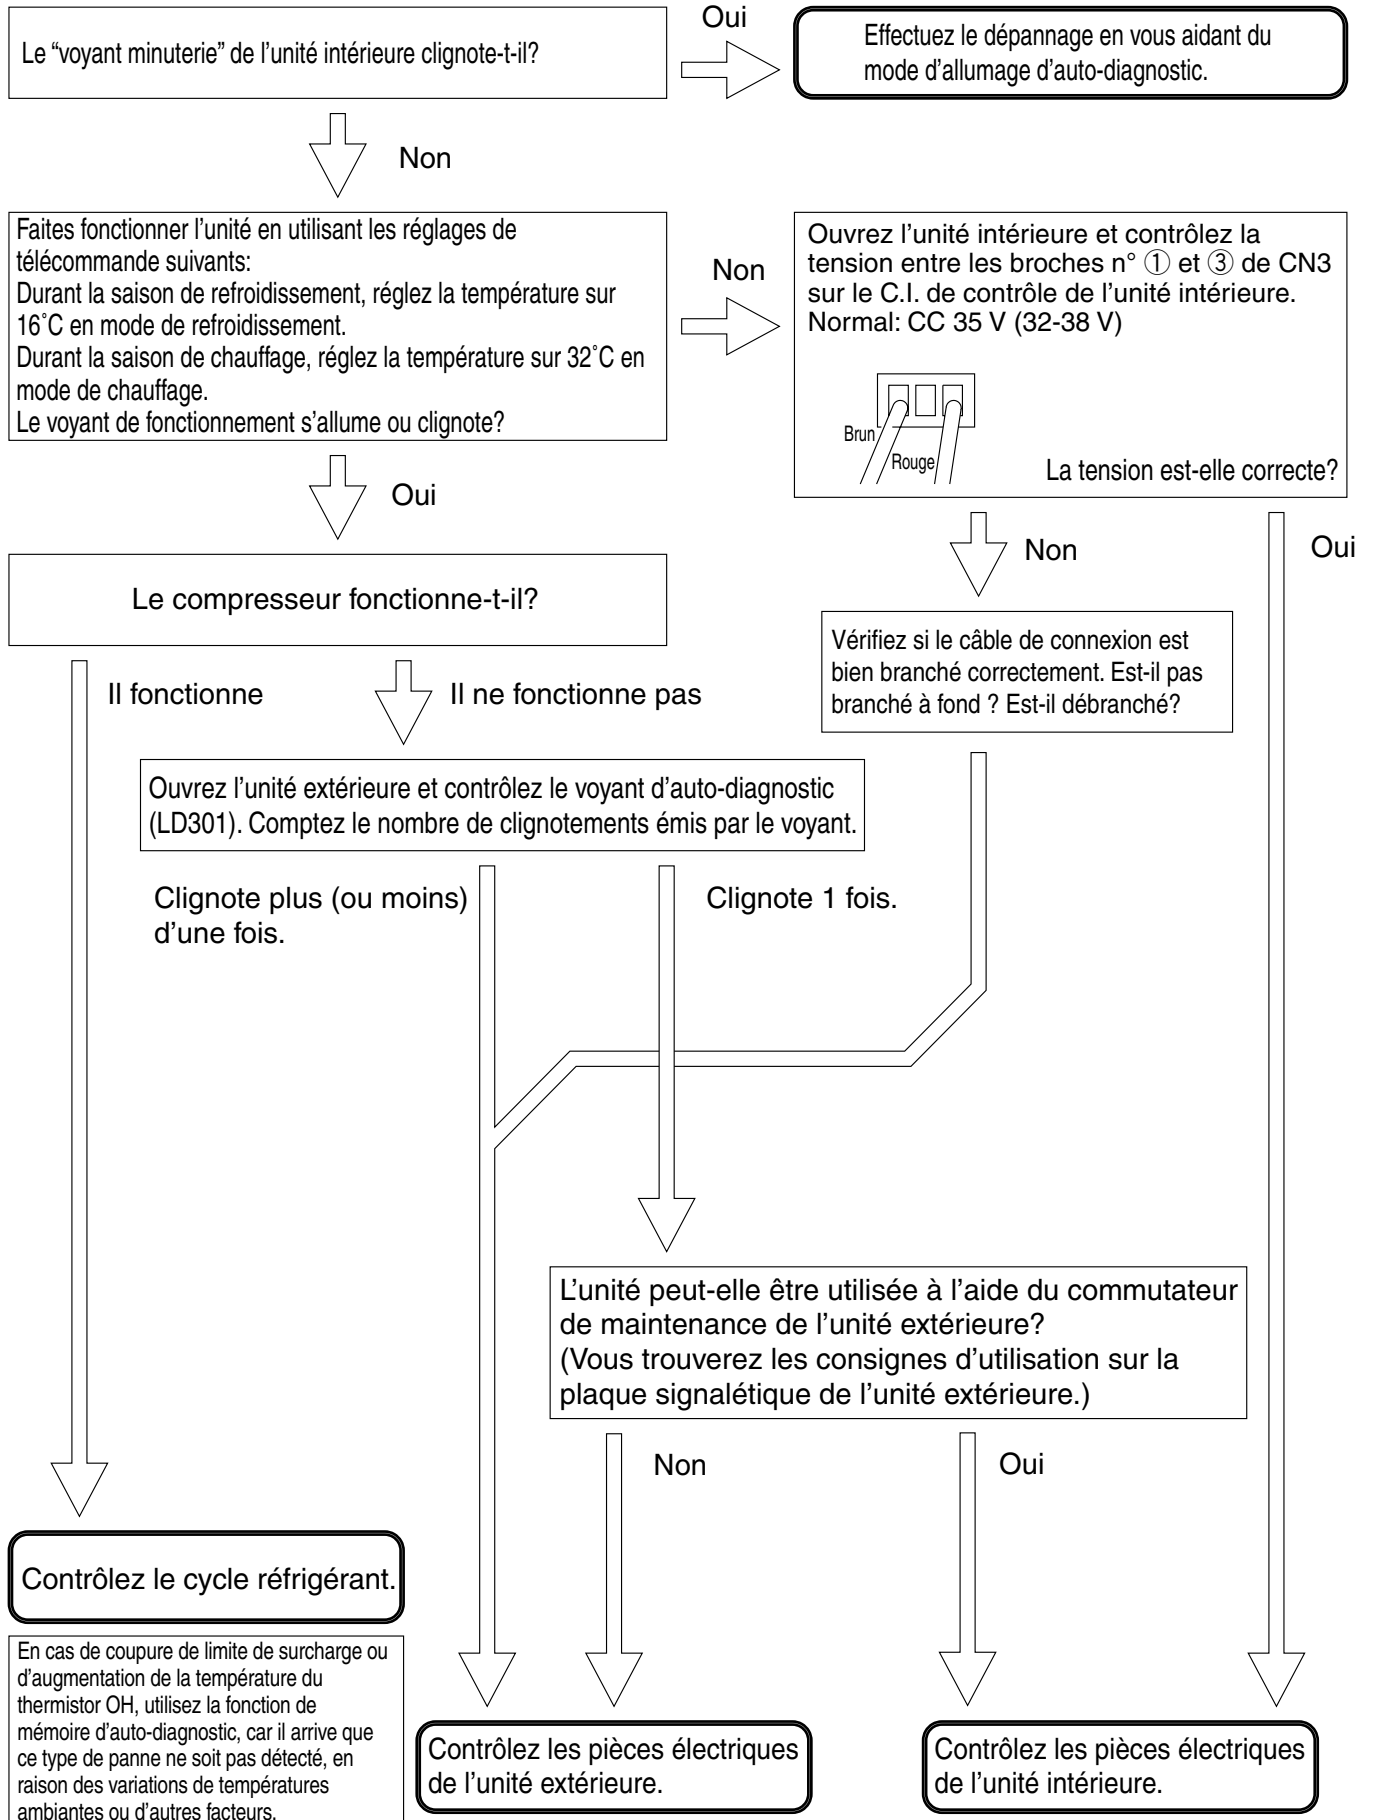 Le “voyant minuterie” de l’unité intérieure clignote-t-il?
Oui
Effectuez le dépannage en vous aidant du
mode d’allumage d’auto-diagnostic.
Non
Faites fonctionner l’unité en utilisant les réglages de
télécommande suivants:
Durant la saison de refroidissement, réglez la température sur
16˚C en mode de refroidissement.
Durant la saison de chauffage, réglez la température sur 32˚C en
mode de chauffage.
Le voyant de fonctionnement s’allume ou clignote?
Non
Ouvrez l’unité intérieure et contrôlez la
tension entre les broches n° ① et ③ de CN3
sur le C.I. de contrôle de l’unité intérieure.
Normal: CC 35 V (32-38 V)
Brun
Rouge
La tension est-elle correcte?
Oui
Non
Oui
Le compresseur fonctionne-t-il?
Vérifiez si le câble de connexion est
bien branché correctement. Est-il pas
branché à fond ? Est-il débranché?
Il fonctionne
Il ne fonctionne pas
Ouvrez l’unité extérieure et contrôlez le voyant d’auto-diagnostic
(LD301). Comptez le nombre de clignotements émis par le voyant.
Clignote plus (ou moins)
d’une fois.
Clignote 1 fois.
L’unité peut-elle être utilisée à l’aide du commutateur
de maintenance de l’unité extérieure?
(Vous trouverez les consignes d’utilisation sur la
plaque signalétique de l’unité extérieure.)
Non
Oui
Contrôlez le cycle réfrigérant.
En cas de coupure de limite de surcharge ou
d’augmentation de la température du
thermistor OH, utilisez la fonction de
mémoire d’auto-diagnostic, car il arrive que
ce type de panne ne soit pas détecté, en
raison des variations de températures
ambiantes ou d’autres facteurs.
Contrôlez les pièces électriques
de l’unité extérieure.
Contrôlez les pièces électriques
de l’unité intérieure.